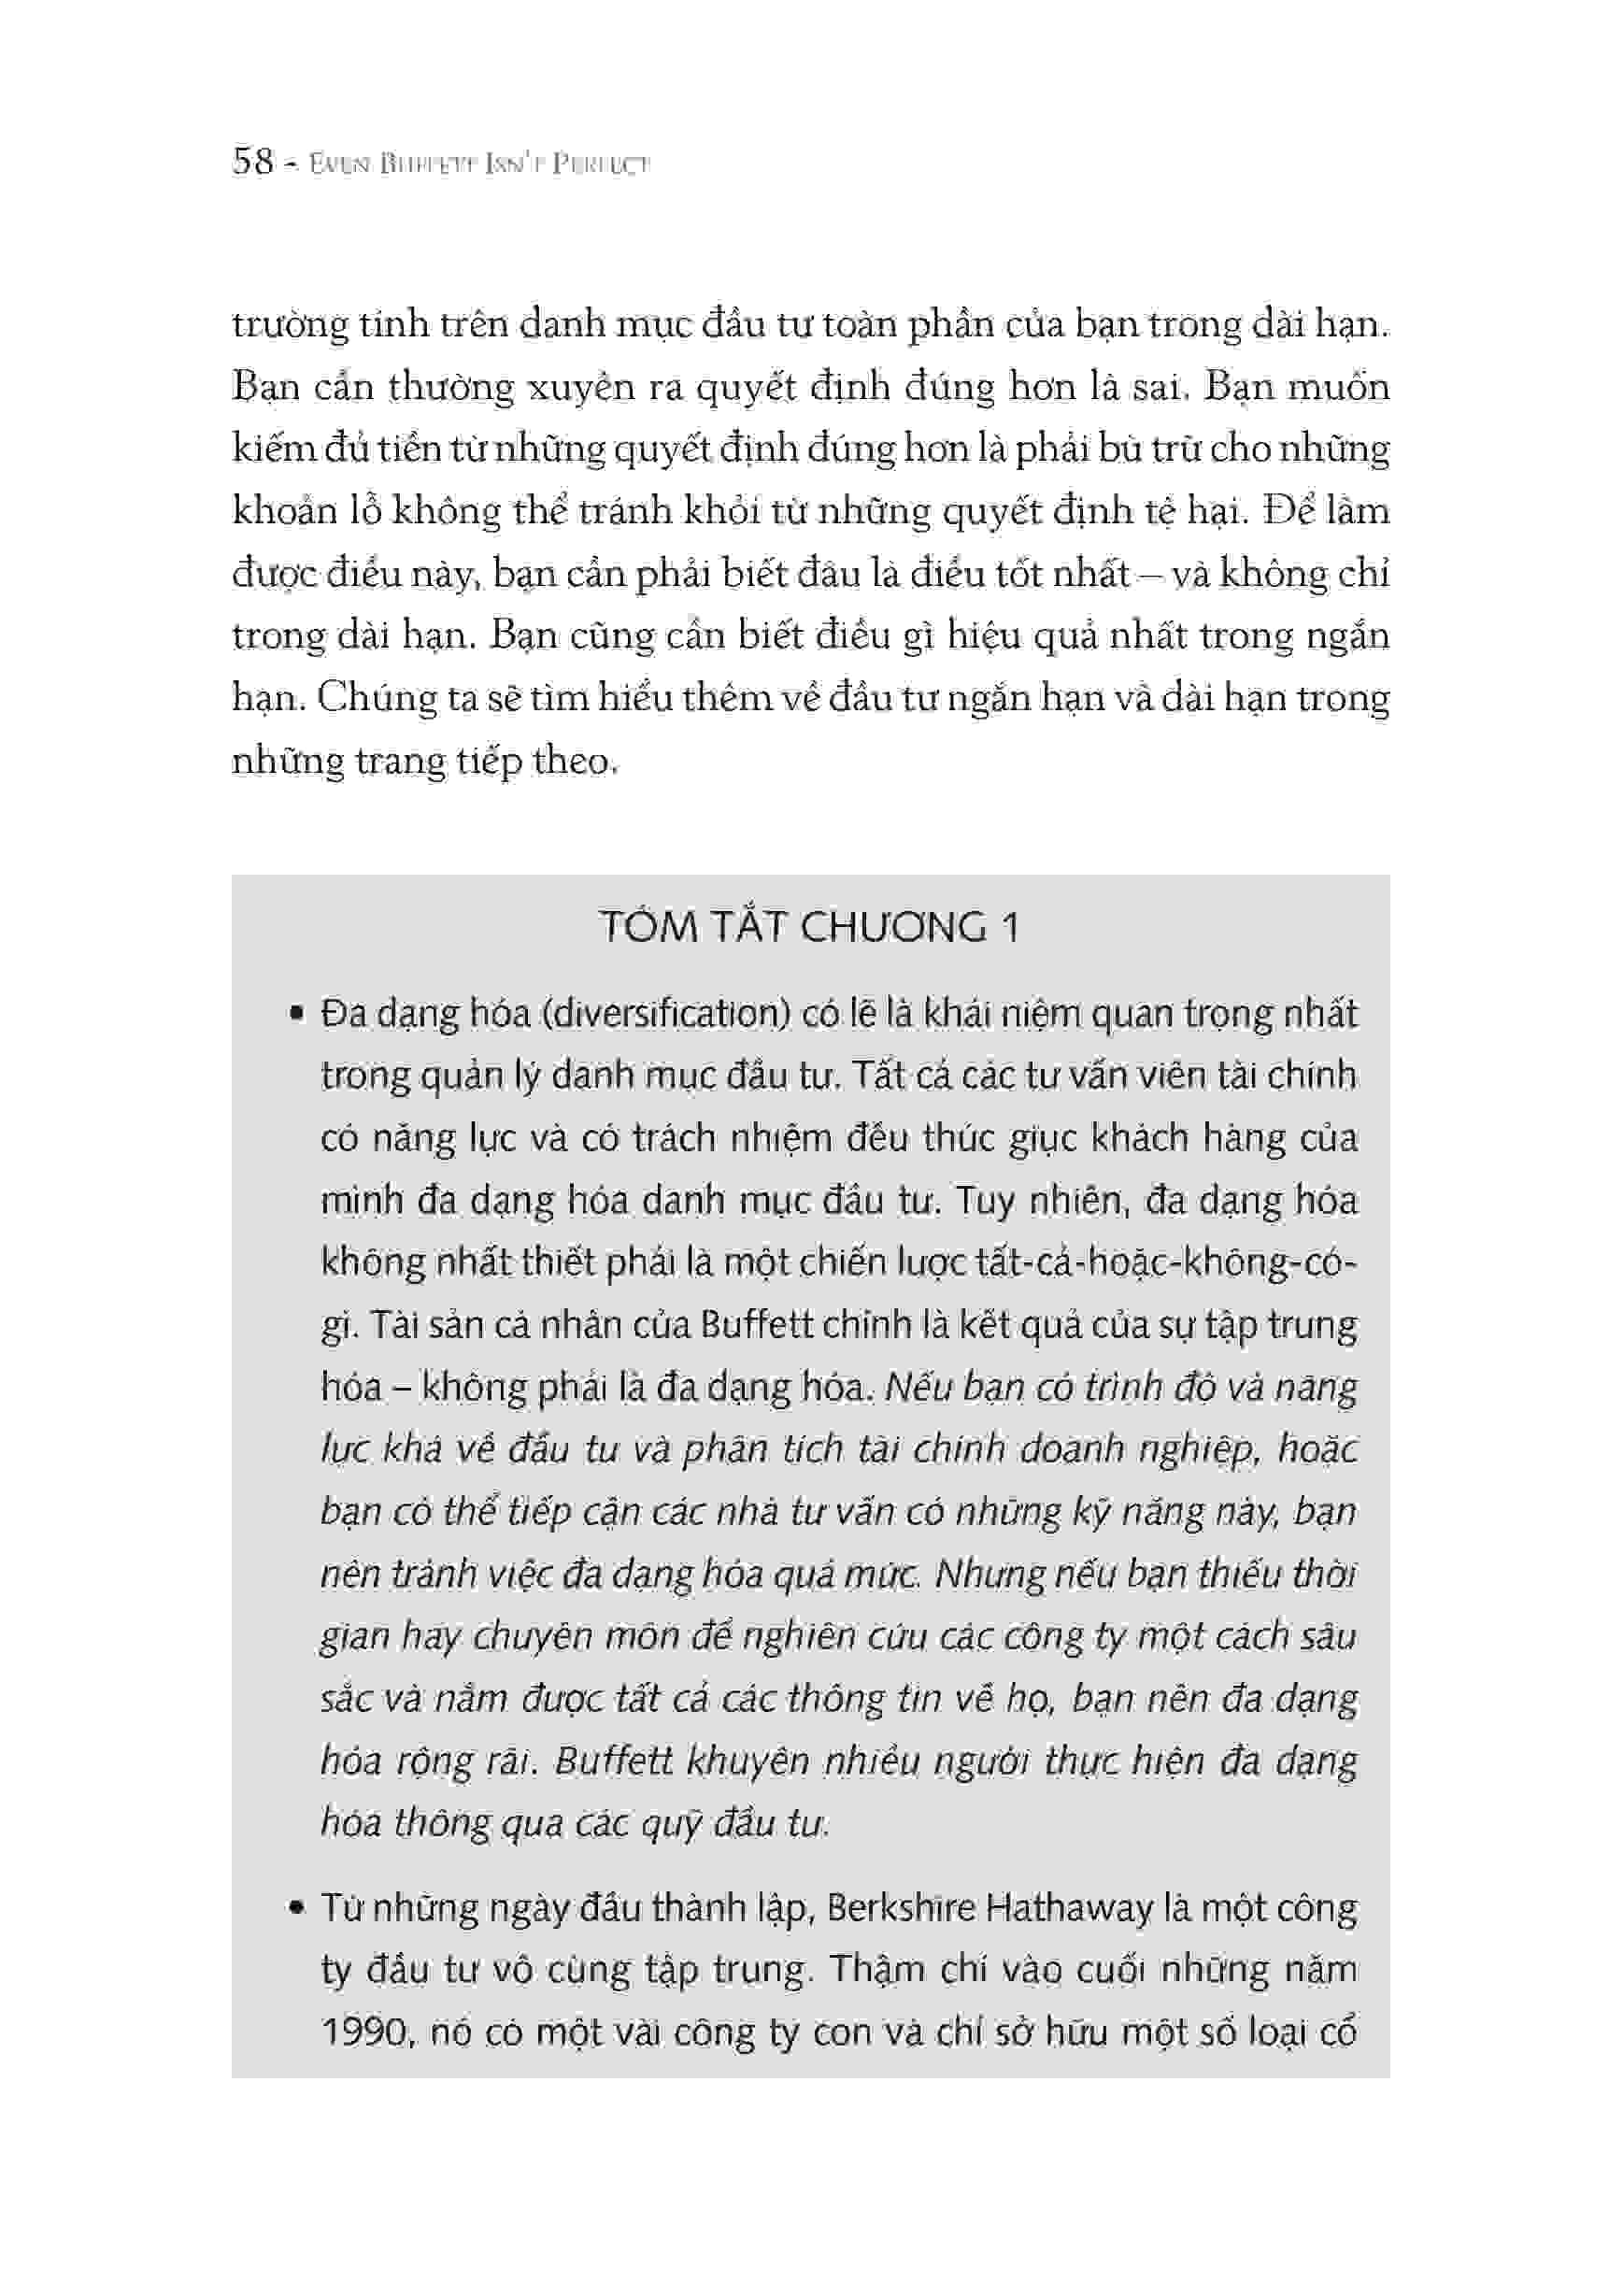 58 - EVEN BUFFETT ISN'T PERFECT
trường tính trên danh mục đầu tư toàn phần của bạn trong dài hạn.
Bạn cần thường xuyên ra quyết định đúng hơn là sai. Bạn muốn
kiếm đủ tiền từ những quyết định đúng hơn là phải bù trừ cho những
khoản lỗ không thể tránh khỏi từ những quyết định tệ hại. Để làm
được điều này, bạn cần phải biết đâu là điều tốt nhất – và không chỉ
trong dài hạn. Bạn cũng cần biết điều gì hiệu quả nhất trong ngắn
hạn. Chúng ta sẽ tìm hiểu thêm về đầu tư ngắn hạn và dài hạn trong
những trang tiếp theo.
TÓM TẮT CHƯƠNG 1
• Đa dạng hóa (diversification) có lẽ là khái niệm quan trọng nhất
trong quản lý danh mục đầu tư. Tất cả các tư vấn viên tài chính
có năng lực và có trách nhiệm đều thúc giục khách hàng của
mình đa dạng hóa danh mục đầu tư. Tuy nhiên, đa dạng hóa
không nhất thiết phải là một chiến lược tất-cả-hoặc-không-có-
gì. Tài sản cá nhân của Buffett chính là kết quả của sự tập trung
hóa – không phải là đa dạng hóa. Nếu bạn có trình độ và năng
lực khá về đầu tư và phân tích tài chính doanh nghiệp, hoặc
bạn có thể tiếp cận các nhà tư vấn có những kỹ năng này, bạn
nên tránh việc đa dạng hóa quá mức. Nhưng nếu bạn thiếu thời
gian hay chuyên môn để nghiên cứu các công ty một cách sâu
sắc và nắm được tất cả các thông tin về họ, bạn nên đa dạng
hóa rộng rãi. Buffett khuyên nhiều người thực hiện đa dạng
hóa thông qua các quỹ đầu tư.
• Từ những ngày đầu thành lập, Berkshire Hathaway là một công
ty đầu tư vô cùng tập trung. Thậm chí vào cuối những năm
1990, nó có một vài công ty con và chỉ sở hữu một số loại cổ